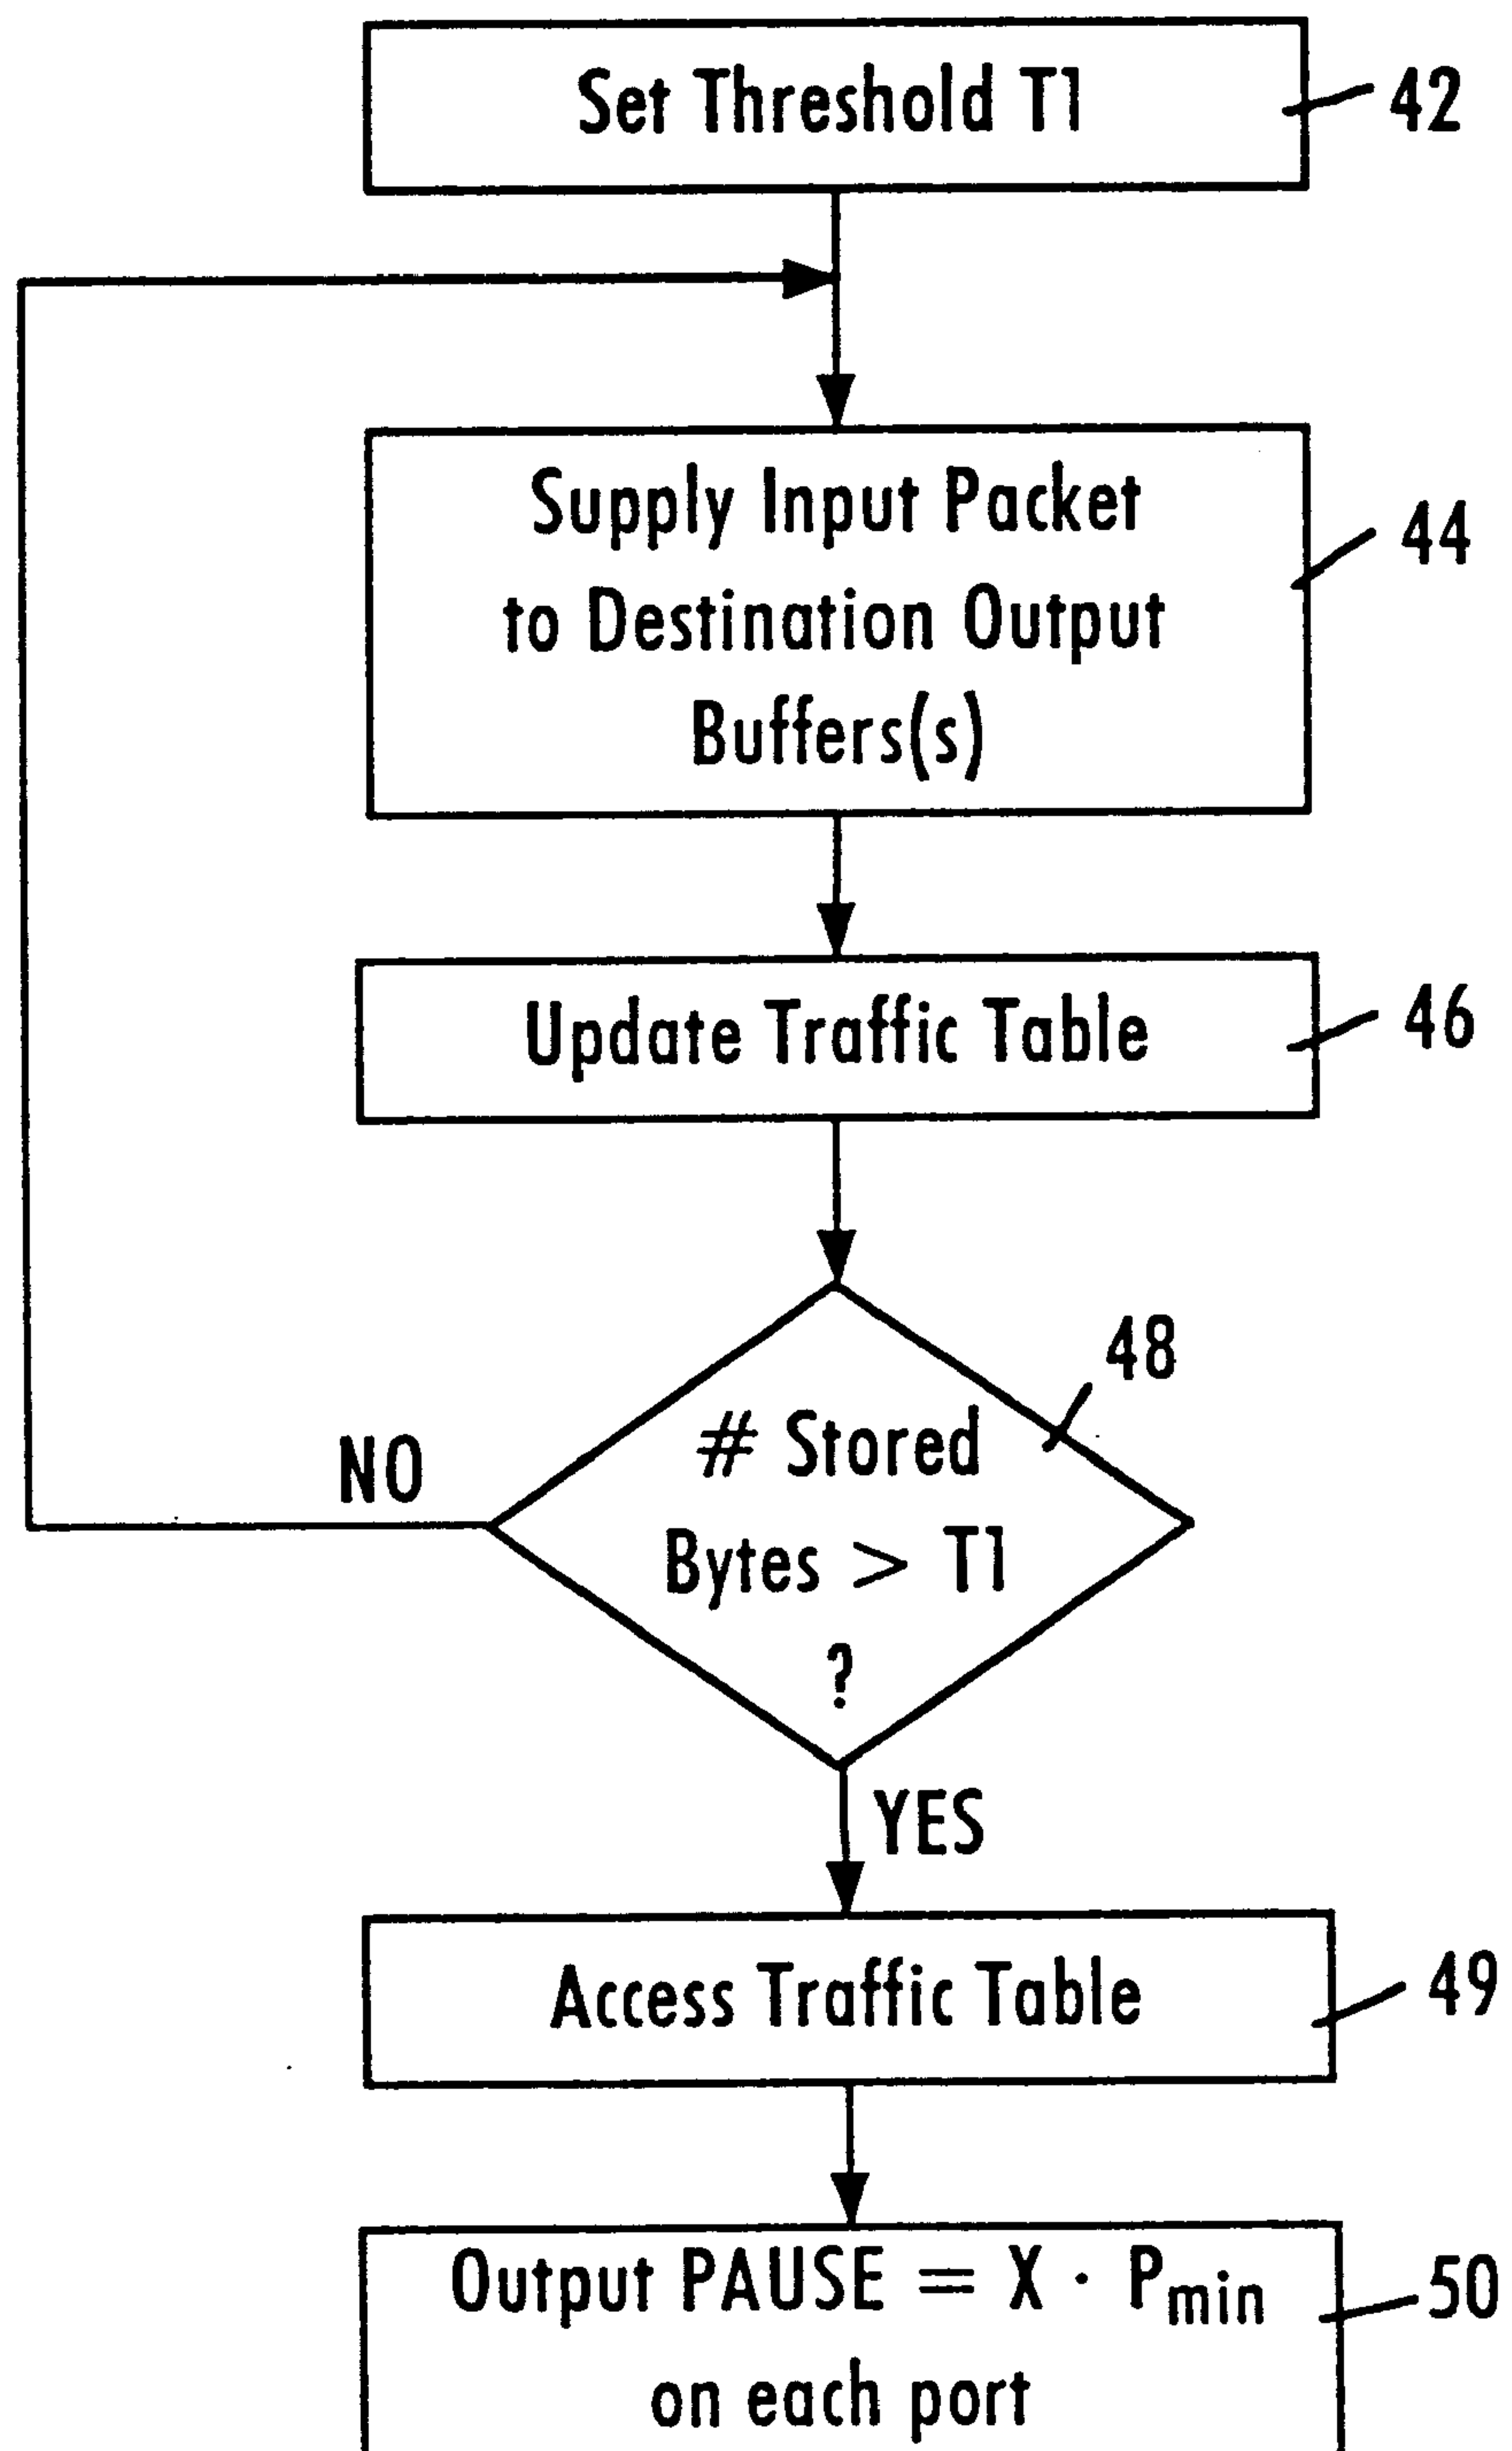 Set Threshold T1
42
Supply Input Packet
to Destination Output
Buffers(s)
44
Update Traffic Table
46
48
# Stored
Bytes > T1
?
NO
YES
Access Traffic Table
49
Output PAUSE = X · Pmin
on each port
50